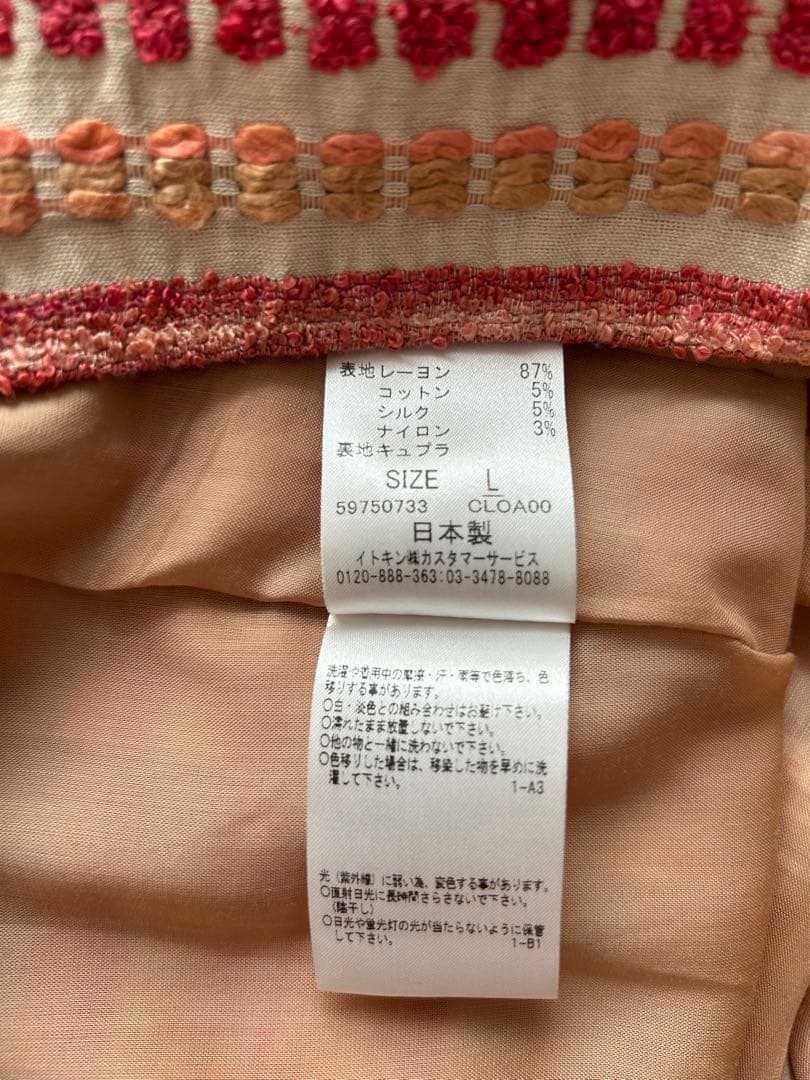 表地レーヨン 87%
コットン 5%
シルク 5%
ナイロン 3%
裏地キュプラ
SIZE L
59750733 CLOA00
日本製
イトキン㈱カスタマーサービス
0120-888-363:03-3478-8088
洗濯や着用中の摩擦・汗・雨等で色落ち、色
移りする事があります。
○白・淡色との組み合わせはお避け下さい。
○濡れたまま放置しないで下さい。
○他の物と一緒に洗わないで下さい。
○色移りした場合は、移染した物を早めに洗
濯して下さい。 1-A3
光(紫外線)に弱い為、変色する事があります。
○直射日光に長時間さらさないで下さい。
(陰干し)
○日光や蛍光灯の光が当たらないように保管
して下さい。 1-B1